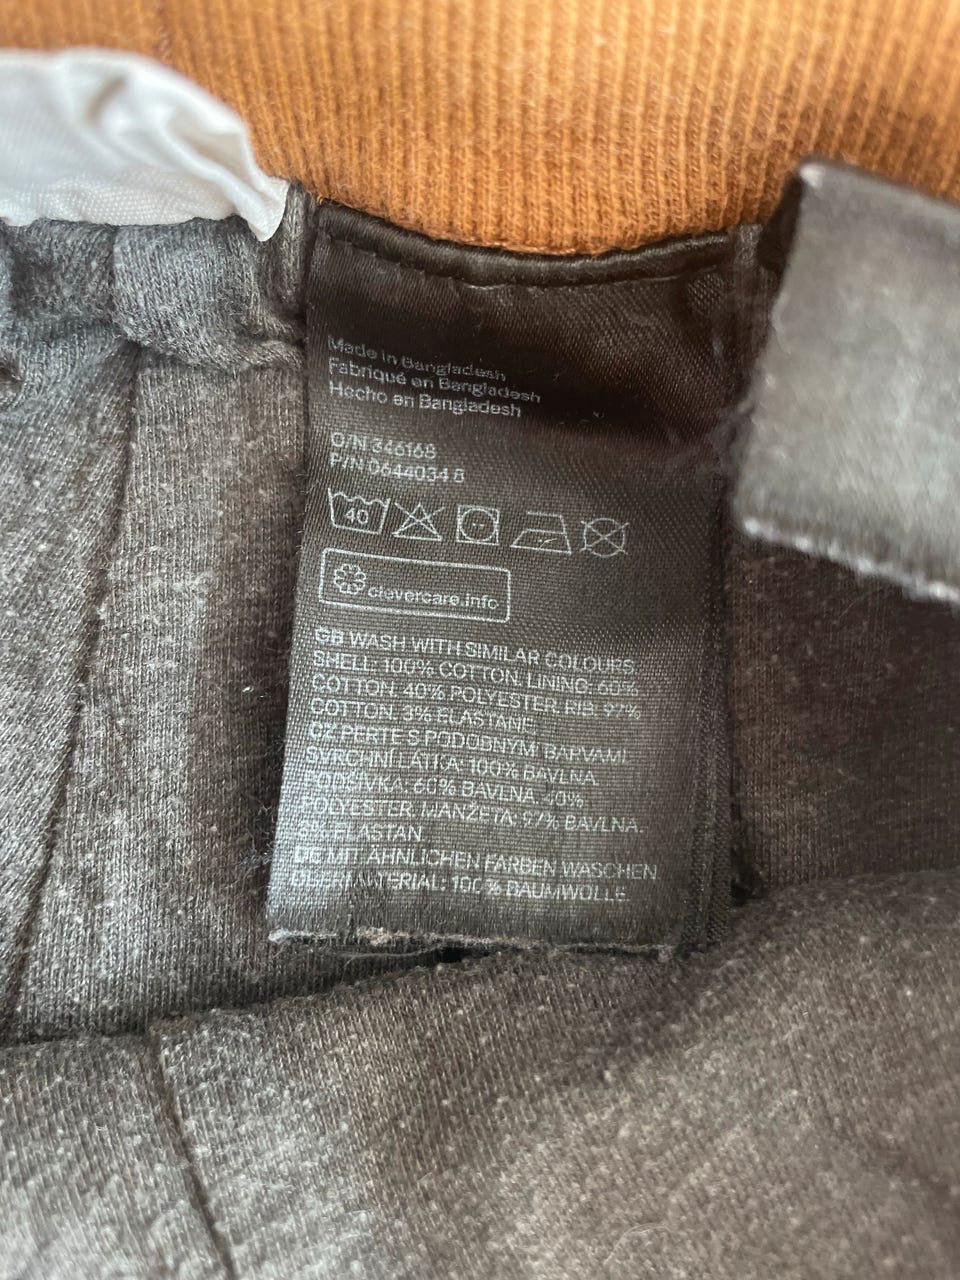 Made in Bangladesh
Fabriqué en Bangladesh
Hecho en Bangladesh
O/N 346168
P/N 0644034 8
40
clevercare.info
GB WASH WITH SIMILAR COLOURS.
SHELL: 100% COTTON. LINING: 60%
COTTON. 40% POLYESTER. RIB: 97%
COTTON. 3% ELASTANE
CZ PERTE S PODOBNÝM BARVAMI.
SVRCHNÍ LÁTKA: 100% BAVLNA.
PODŠÍVKA: 60% BAVLNA. 40%
POLYESTER. MANŽETA: 97% BAVLNA.
3% ELASTAN.
DE MIT ÄHNLICHEN FARBEN WASCHEN
OBERMATERIAL: 100% BAUMWOLLE.